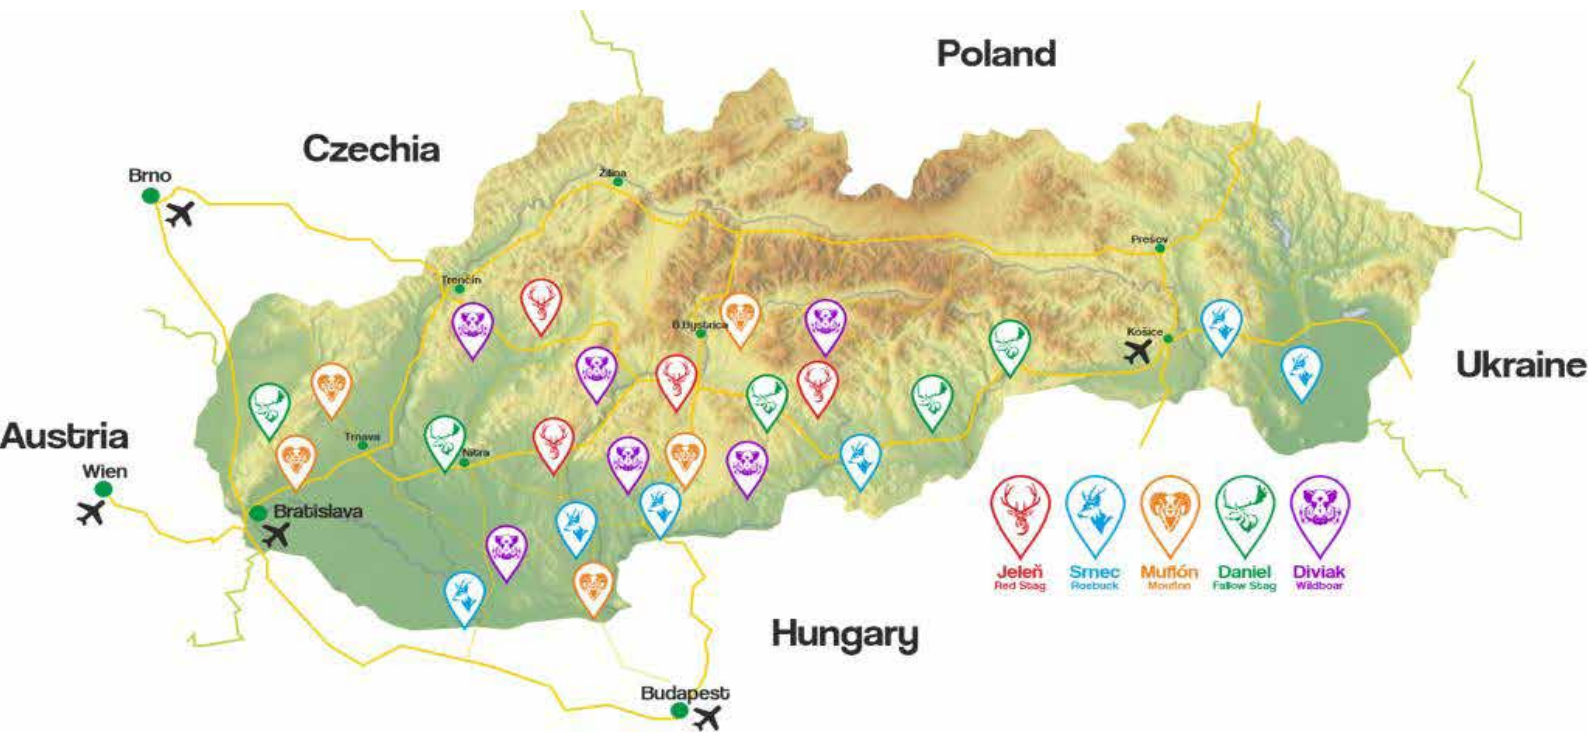 Poland
Czechia
Brno
Žilina
Prešov
Trenčín
B.Bystrica
Košice
Ukraine
Austria
Trnava
Nitra
Wien
Bratislava
Jeleň Srnec Muflón Daniel Diviak
Red Stag Roebuck Mouflon Fallow Stag Wildboar
Hungary
Budapest